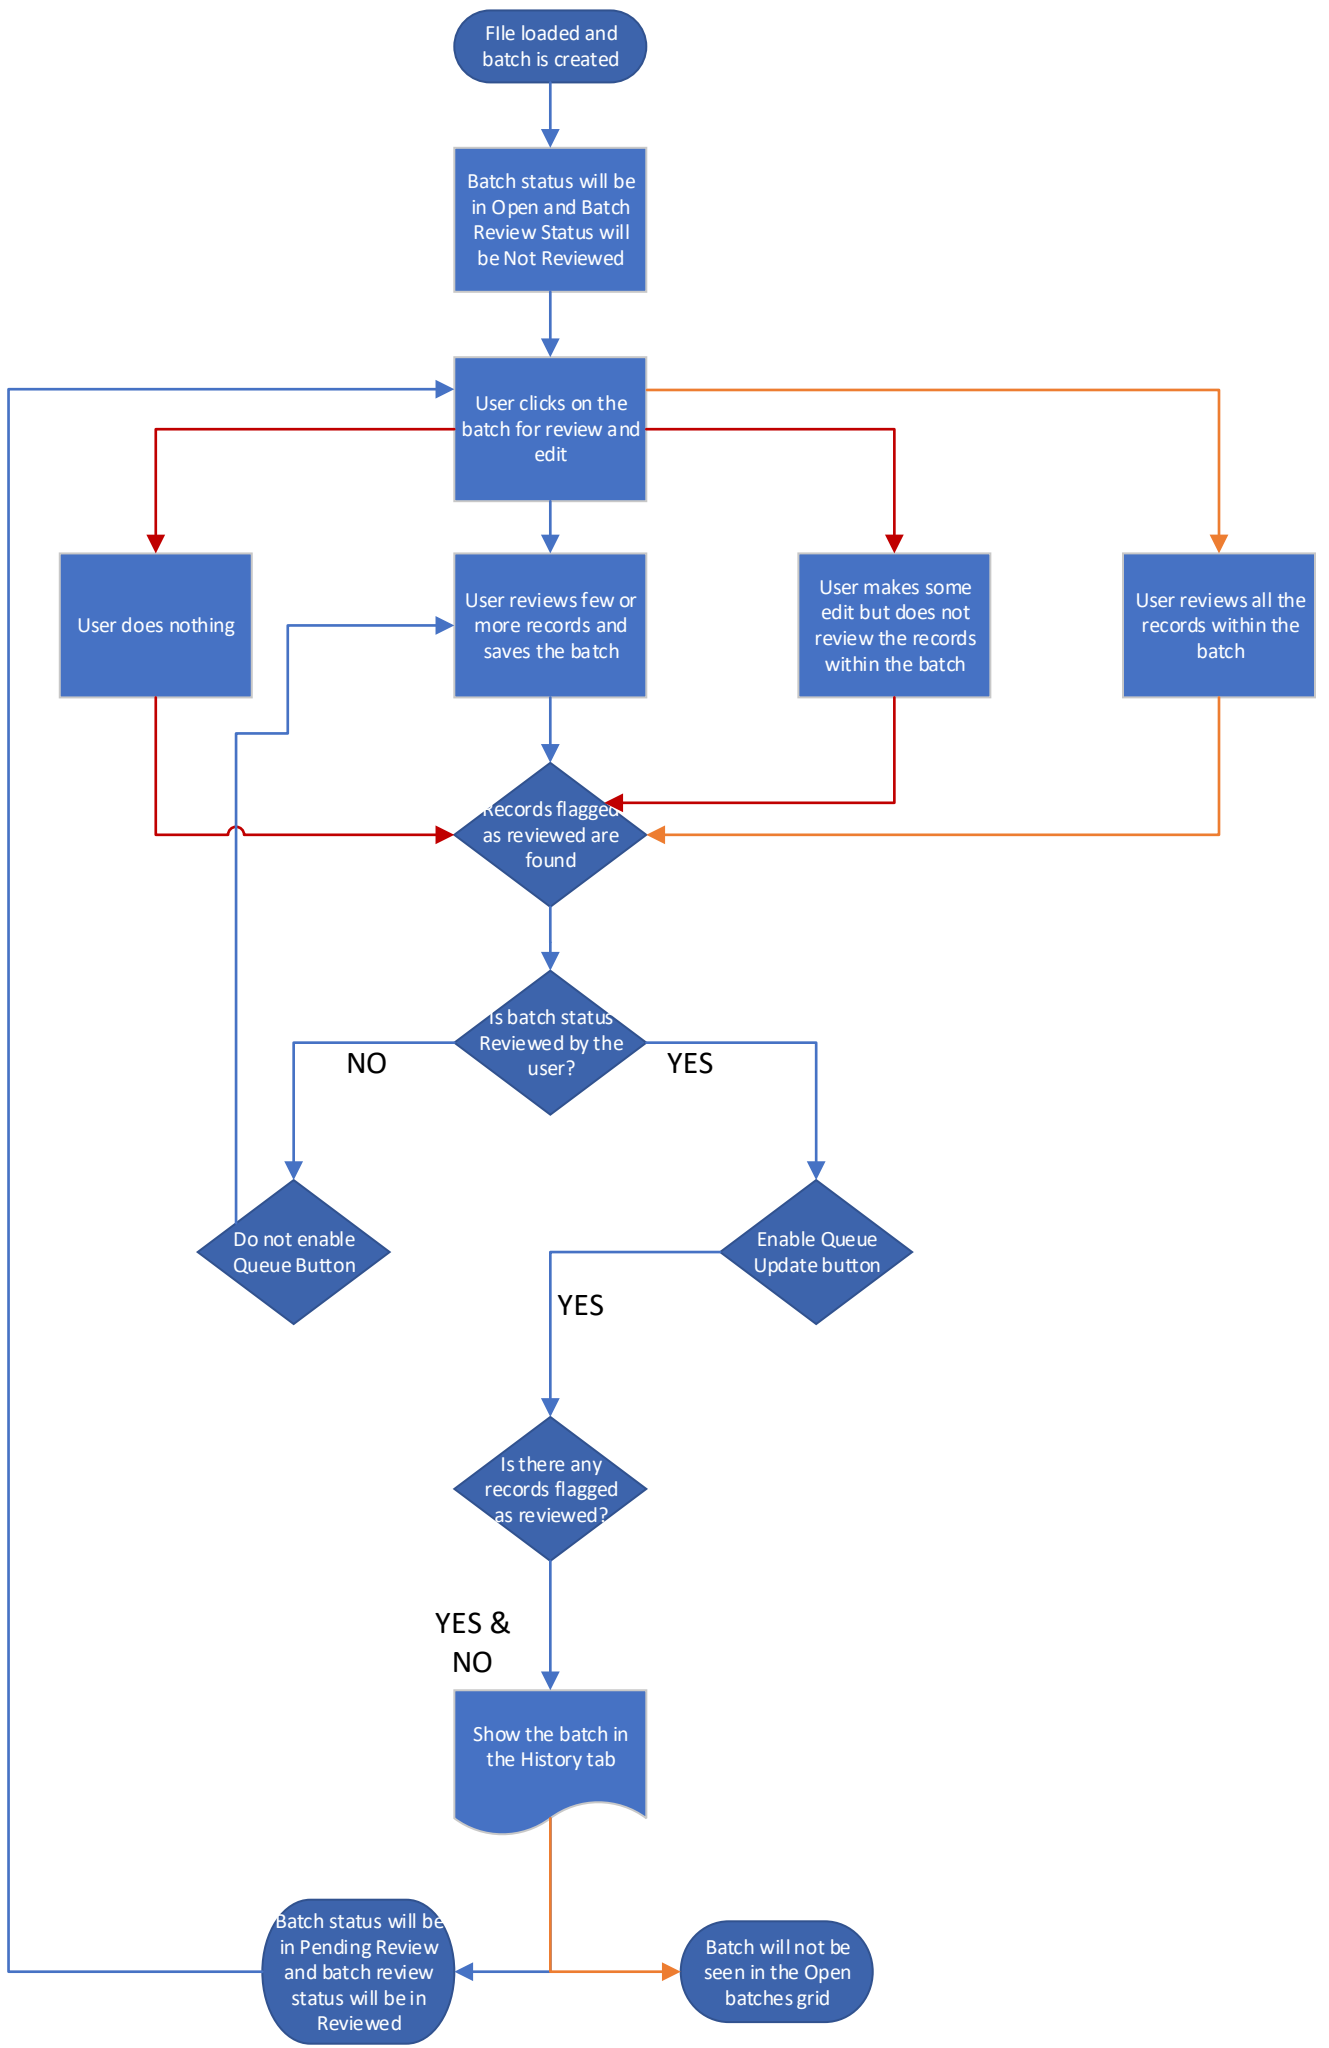 FIle loaded and
batch is created
Batch status will be
in Open and Batch
Review Status will
be Not Reviewed
User clicks on the
batch for review and
edit
User does nothing
User reviews few or
more records and
saves the batch
User makes some
edit but does not
review the records
within the batch
User reviews all the
records within the
batch
Records flagged
as reviewed are
found
Is batch status
Reviewed by the
user?
NO
YES
Do not enable
Queue Button
Enable Queue
Update button
YES
Is there any
records flagged
as reviewed?
YES &
NO
Show the batch in
the History tab
Batch status will be
in Pending Review
and batch review
status will be in
Reviewed
Batch will not be
seen in the Open
batches grid